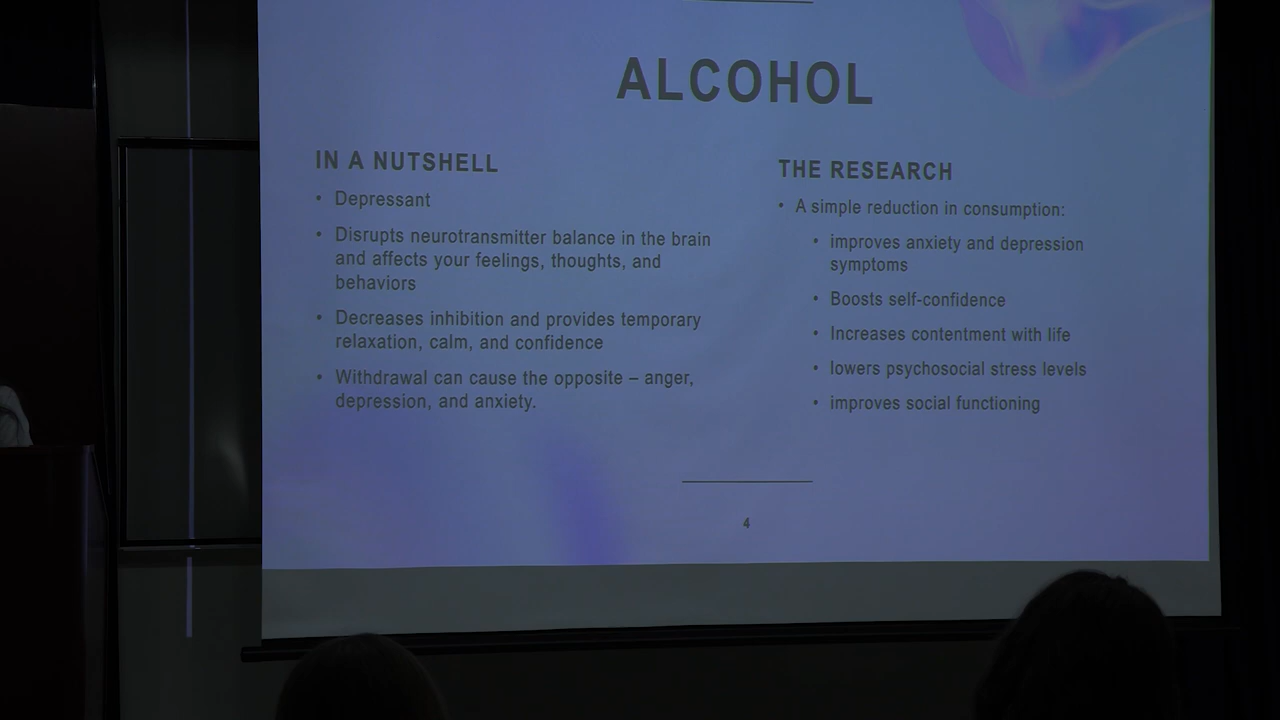 ALCOHOL
IN A NUTSHELL
• Depressant
• Disrupts neurotransmitter balance in the brain
and affects your feelings, thoughts, and
behaviors
• Decreases inhibition and provides temporary
relaxation, calm, and confidence
• Withdrawal can cause the opposite – anger,
depression, and anxiety.
THE RESEARCH
• A simple reduction in consumption:
• improves anxiety and depression
symptoms
• Boosts self-confidence
• Increases contentment with life
• lowers psychosocial stress levels
• improves social functioning
4